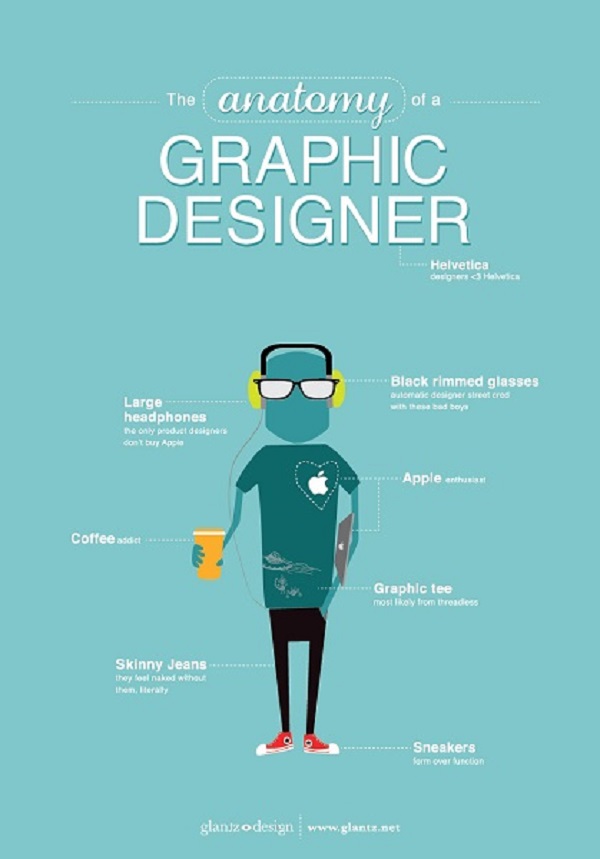 The anatomy of a
GRAPHIC
DESIGNER
Helvetica
designers <3 Helvetica
Black rimmed glasses
automatic designer street cred
with these bad boys
Large
headphones
the only product designers
don't buy Apple
Apple enthusiast
Coffee addict
Graphic tee
most likely from threadless
Skinny Jeans
they feel naked without
them, literally
Sneakers
form over function
glantz design www.glantz.net